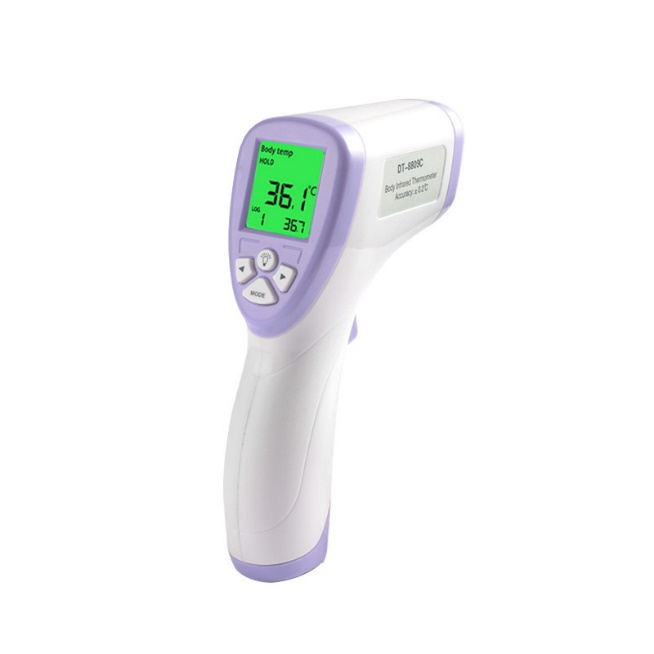 Body temp
HOLD
36.1°C
LOG
1 36.7
MODE
DT-8809C
Body Infrared Thermometer
Accuracy: ± 0.2°C